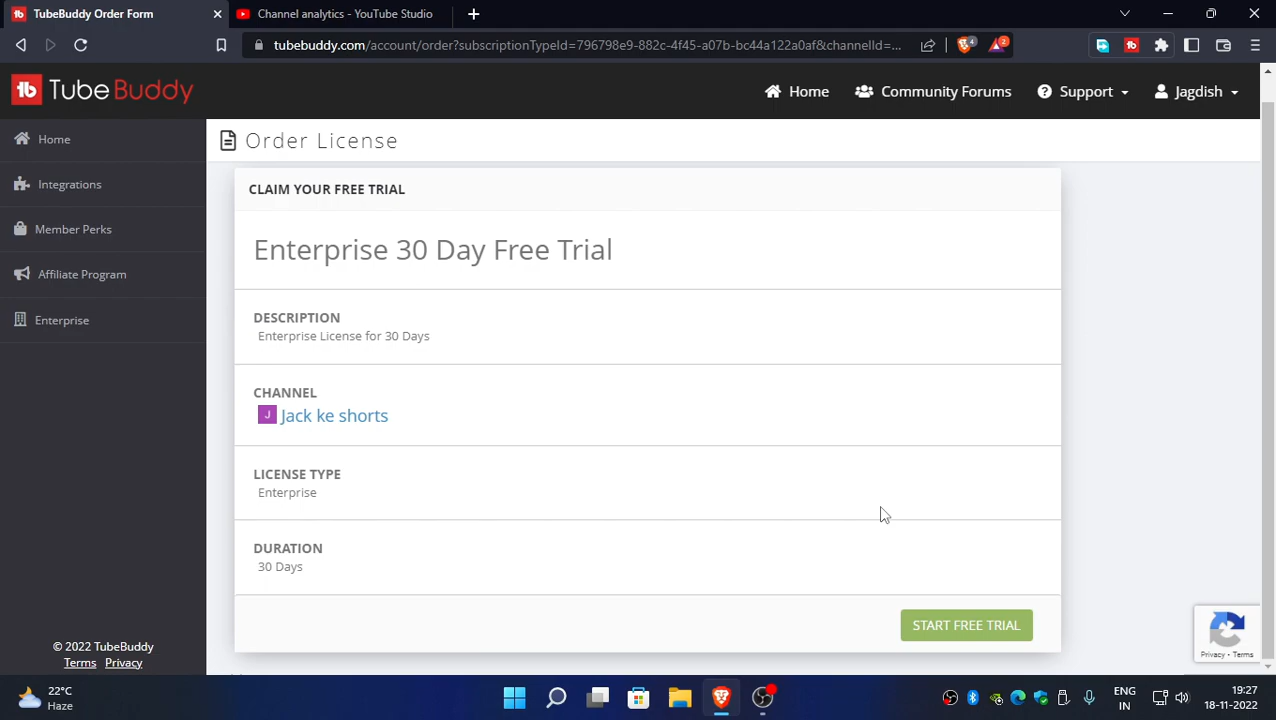 TubeBuddy Order Form
Channel analytics - YouTube Studio
tubebuddy.com/account/order?subscriptionTypeId=796798e9-882c-4f45-a07b-bc44a122a0af&channelId=...
4
2
tb TubeBuddy
Home
Community Forums
Support
Jagdish
Home
Integrations
Member Perks
Affiliate Program
Enterprise
Order License
CLAIM YOUR FREE TRIAL
Enterprise 30 Day Free Trial
DESCRIPTION
Enterprise License for 30 Days
CHANNEL
J Jack ke shorts
LICENSE TYPE
Enterprise
DURATION
30 Days
START FREE TRIAL
Privacy - Terms
© 2022 TubeBuddy
Terms Privacy
22°C
Haze
ENG
IN
19:27
18-11-2022